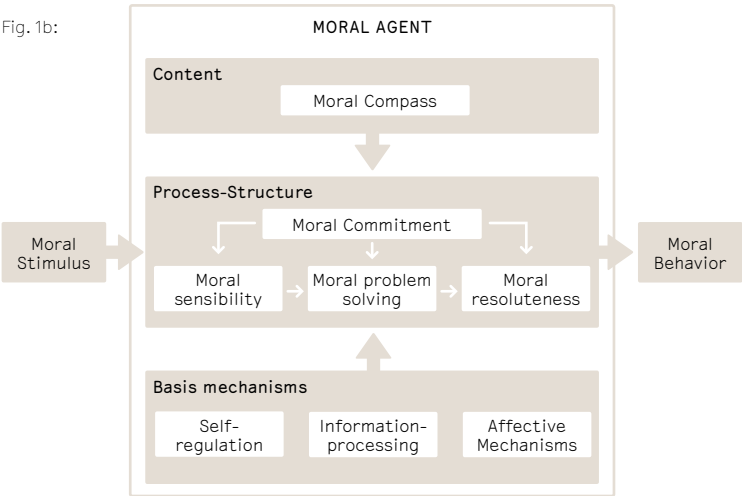 Fig. 1b:
MORAL AGENT
Content
Moral Compass
Process-Structure
Moral Commitment
Moral
Stimulus
Moral
sensibility
Moral problem
solving
Moral
resoluteness
Moral
Behavior
Basis mechanisms
Self-
regulation
Information-
processing
Affective
Mechanisms